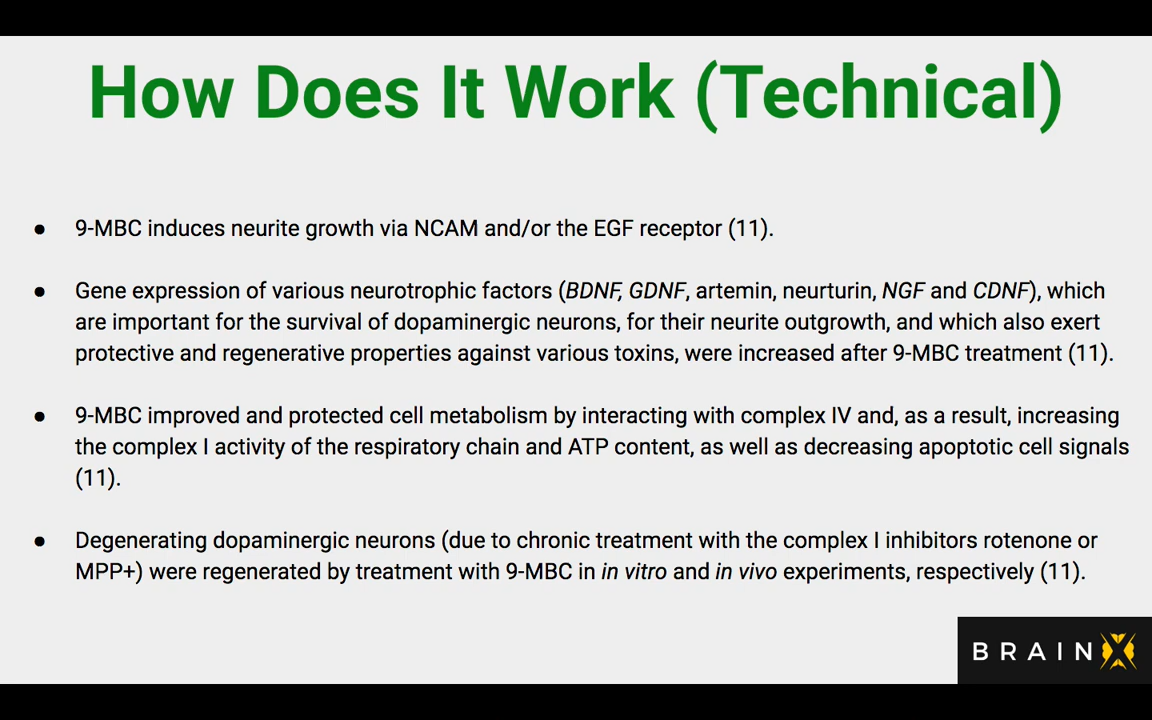 How Does It Work (Technical)
● 9-MBC induces neurite growth via NCAM and/or the EGF receptor (11).
● Gene expression of various neurotrophic factors (BDNF, GDNF, artemin, neurturin, NGF and CDNF), which
are important for the survival of dopaminergic neurons, for their neurite outgrowth, and which also exert
protective and regenerative properties against various toxins, were increased after 9-MBC treatment (11).
● 9-MBC improved and protected cell metabolism by interacting with complex IV and, as a result, increasing
the complex I activity of the respiratory chain and ATP content, as well as decreasing apoptotic cell signals
(11).
● Degenerating dopaminergic neurons (due to chronic treatment with the complex I inhibitors rotenone or
MPP+) were regenerated by treatment with 9-MBC in in vitro and in vivo experiments, respectively (11).
BRAINX